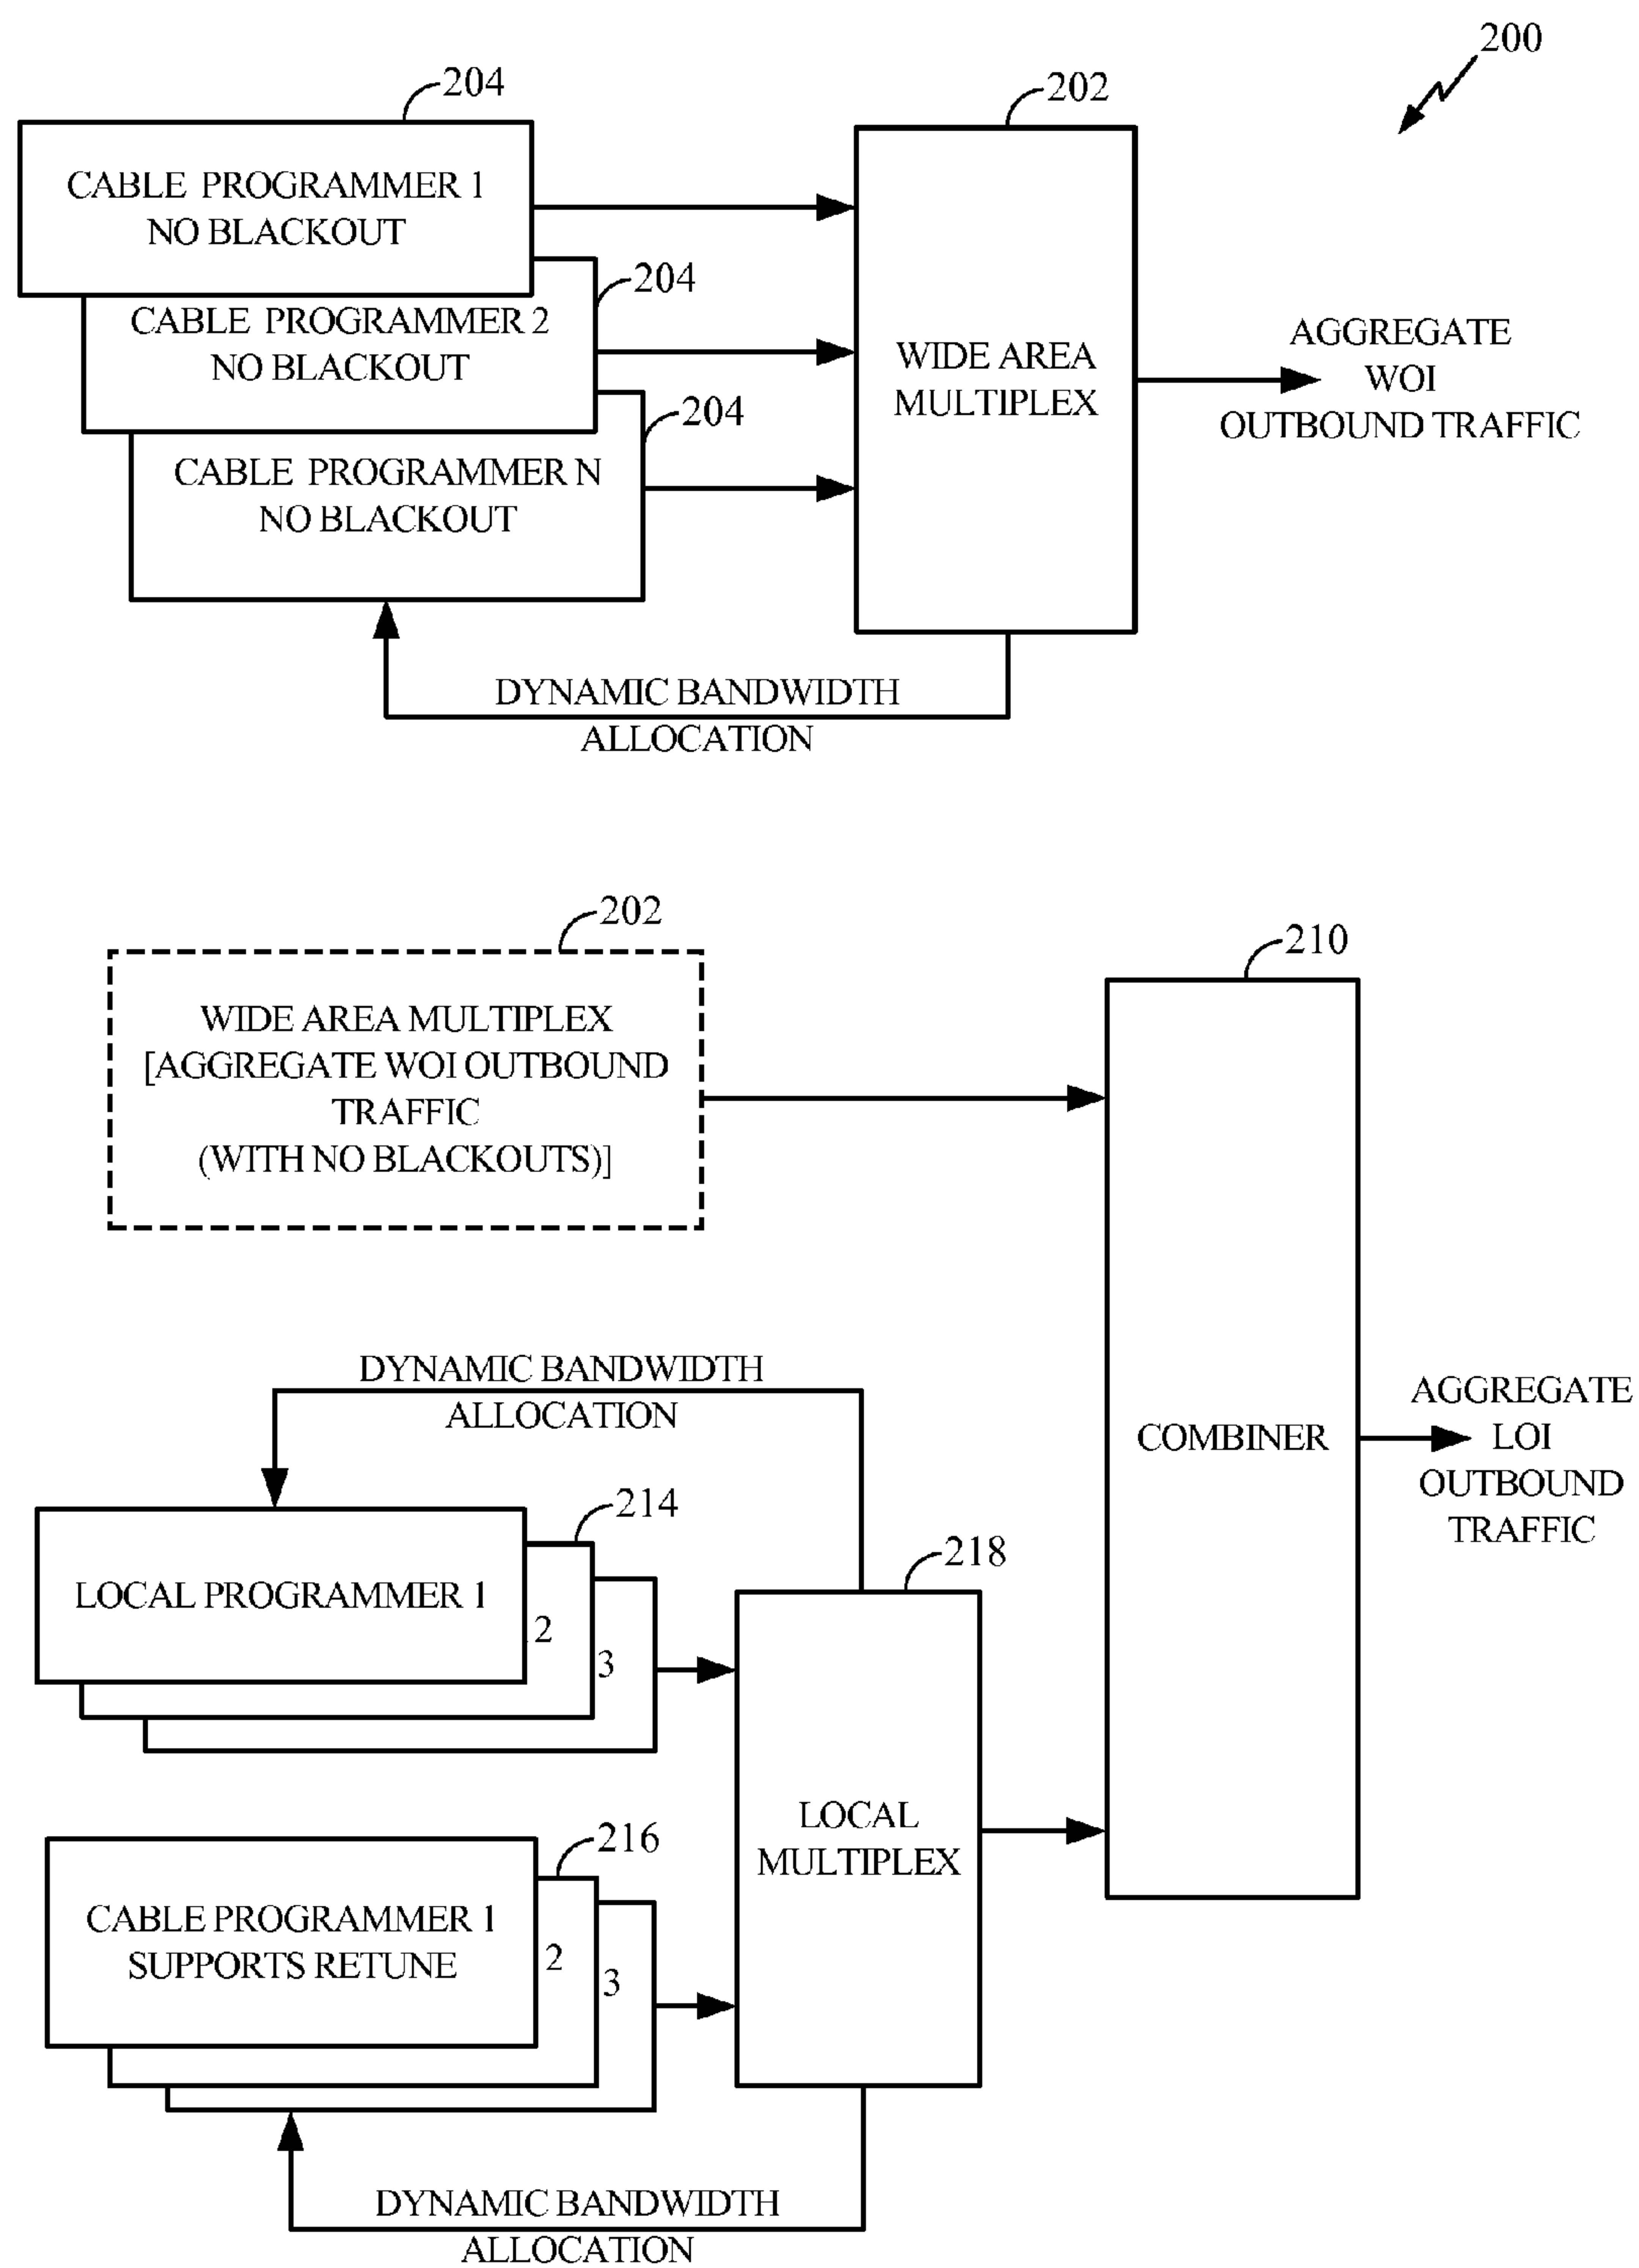 200
204
CABLE PROGRAMMER 1
NO BLACKOUT
204
CABLE PROGRAMMER 2
NO BLACKOUT
204
CABLE PROGRAMMER N
NO BLACKOUT
202
WIDE AREA
MULTIPLEX
AGGREGATE
WOI
OUTBOUND TRAFFIC
DYNAMIC BANDWIDTH
ALLOCATION
202
WIDE AREA MULTIPLEX
[AGGREGATE WOI OUTBOUND
TRAFFIC
(WITH NO BLACKOUTS)]
210
COMBINER
AGGREGATE
LOI
OUTBOUND
TRAFFIC
DYNAMIC BANDWIDTH
ALLOCATION
214
LOCAL PROGRAMMER 1
2
3
218
LOCAL
MULTIPLEX
216
CABLE PROGRAMMER 1
SUPPORTS RETUNE
2
3
DYNAMIC BANDWIDTH
ALLOCATION